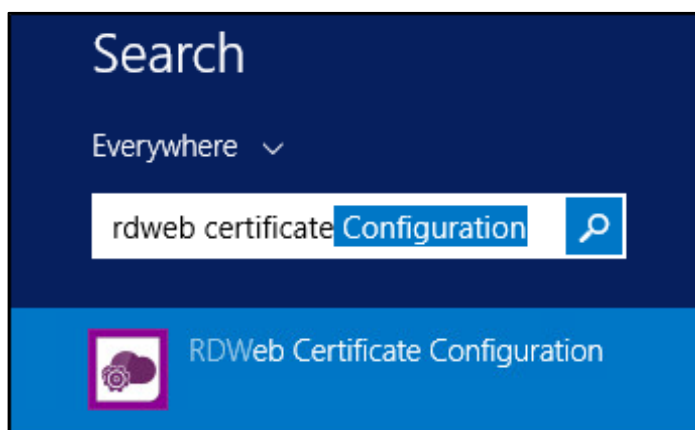 Search
Everywhere
rdweb certificate Configuration
RDWeb Certificate Configuration